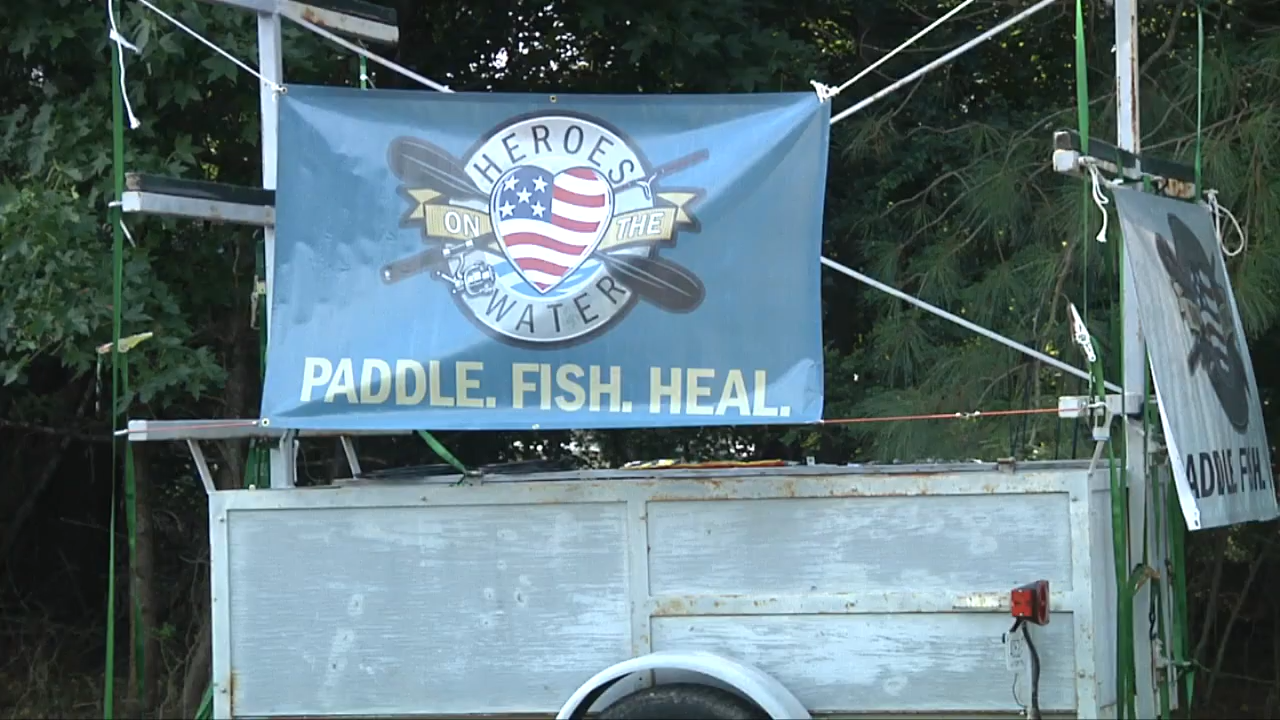 HEROES
ON THE
WATER
PADDLE. FISH. HEAL.
ADDLE. FISH.